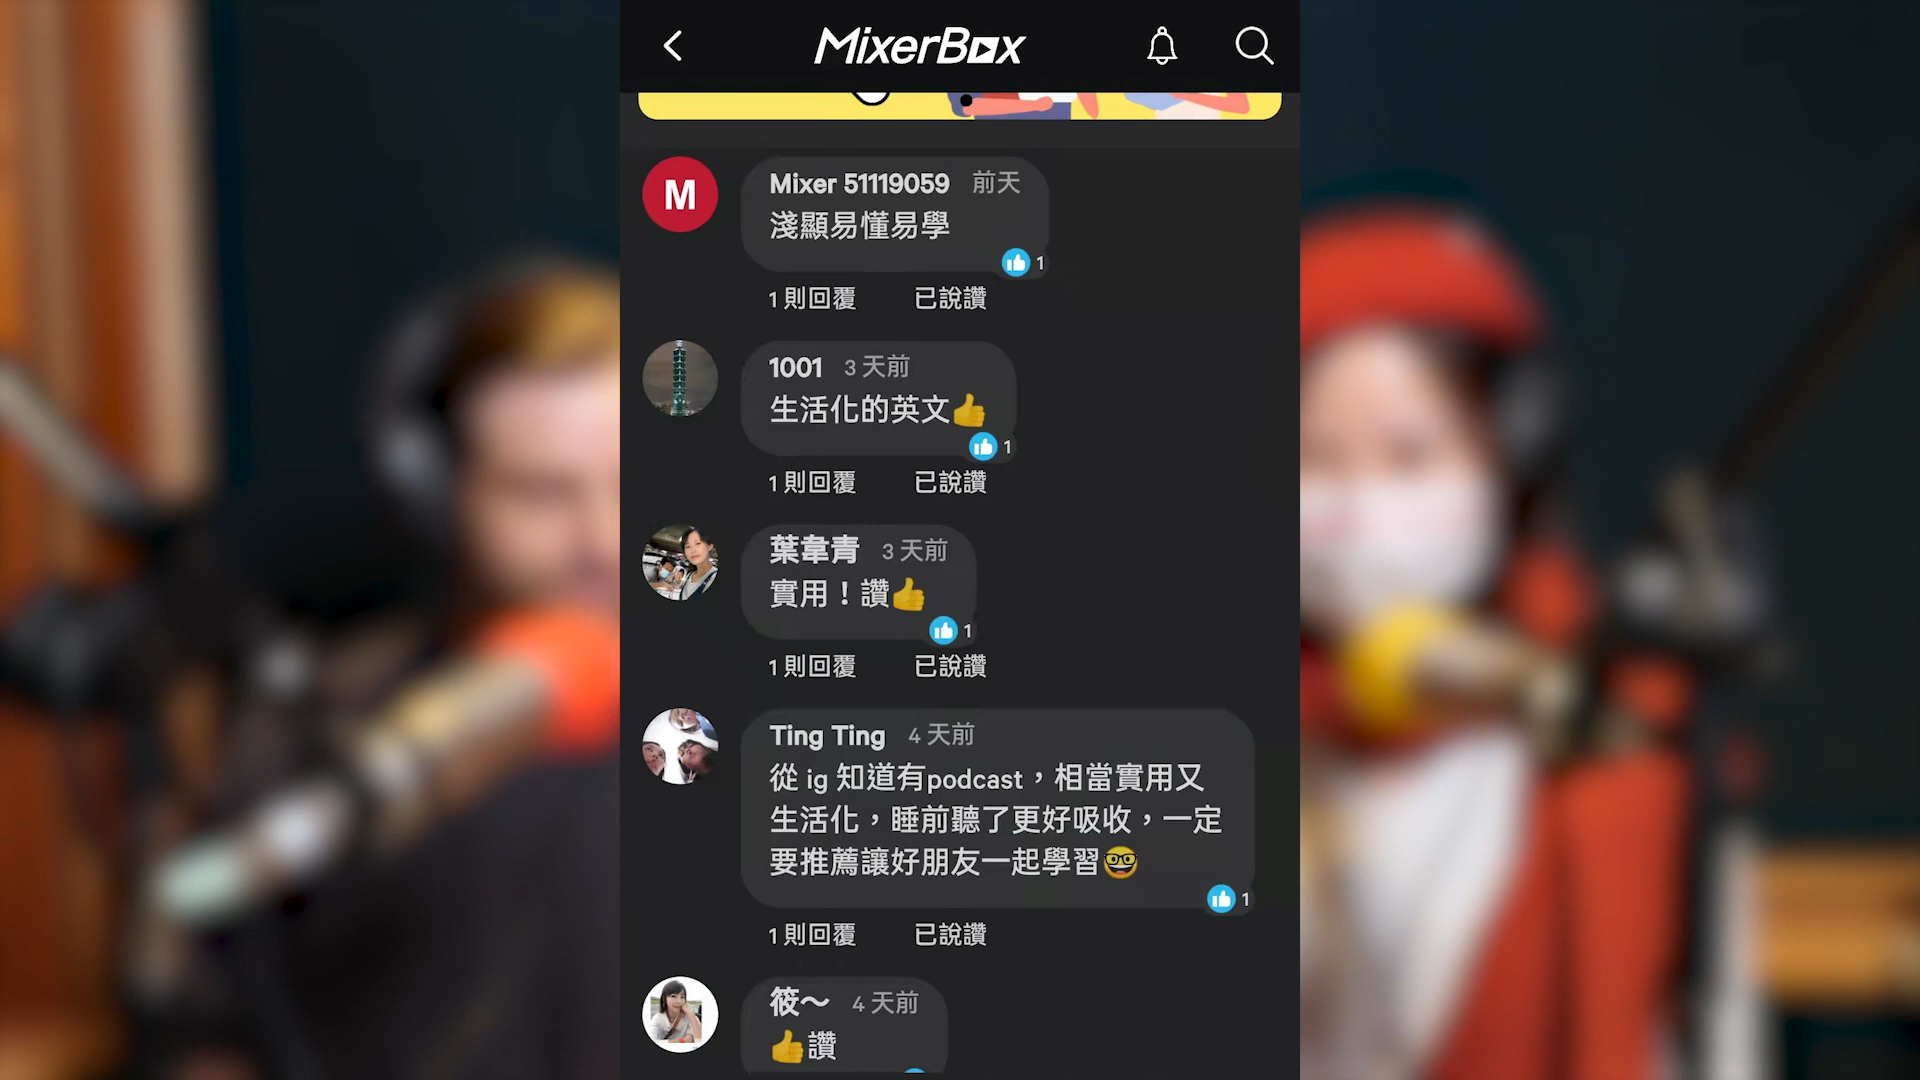 MixerBox
M
Mixer 51119059 前天
淺顯易懂易學
1
1 則回覆 已說讚
1001 3 天前
生活化的英文👍
1
1 則回覆 已說讚
葉韋青 3 天前
實用！讚👍
1
1 則回覆 已說讚
Ting Ting 4 天前
從 ig 知道有podcast，相當實用又
生活化，睡前聽了更好吸收，一定
要推薦讓好朋友一起學習🤓
1
1 則回覆 已說讚
筱～ 4 天前
👍讚